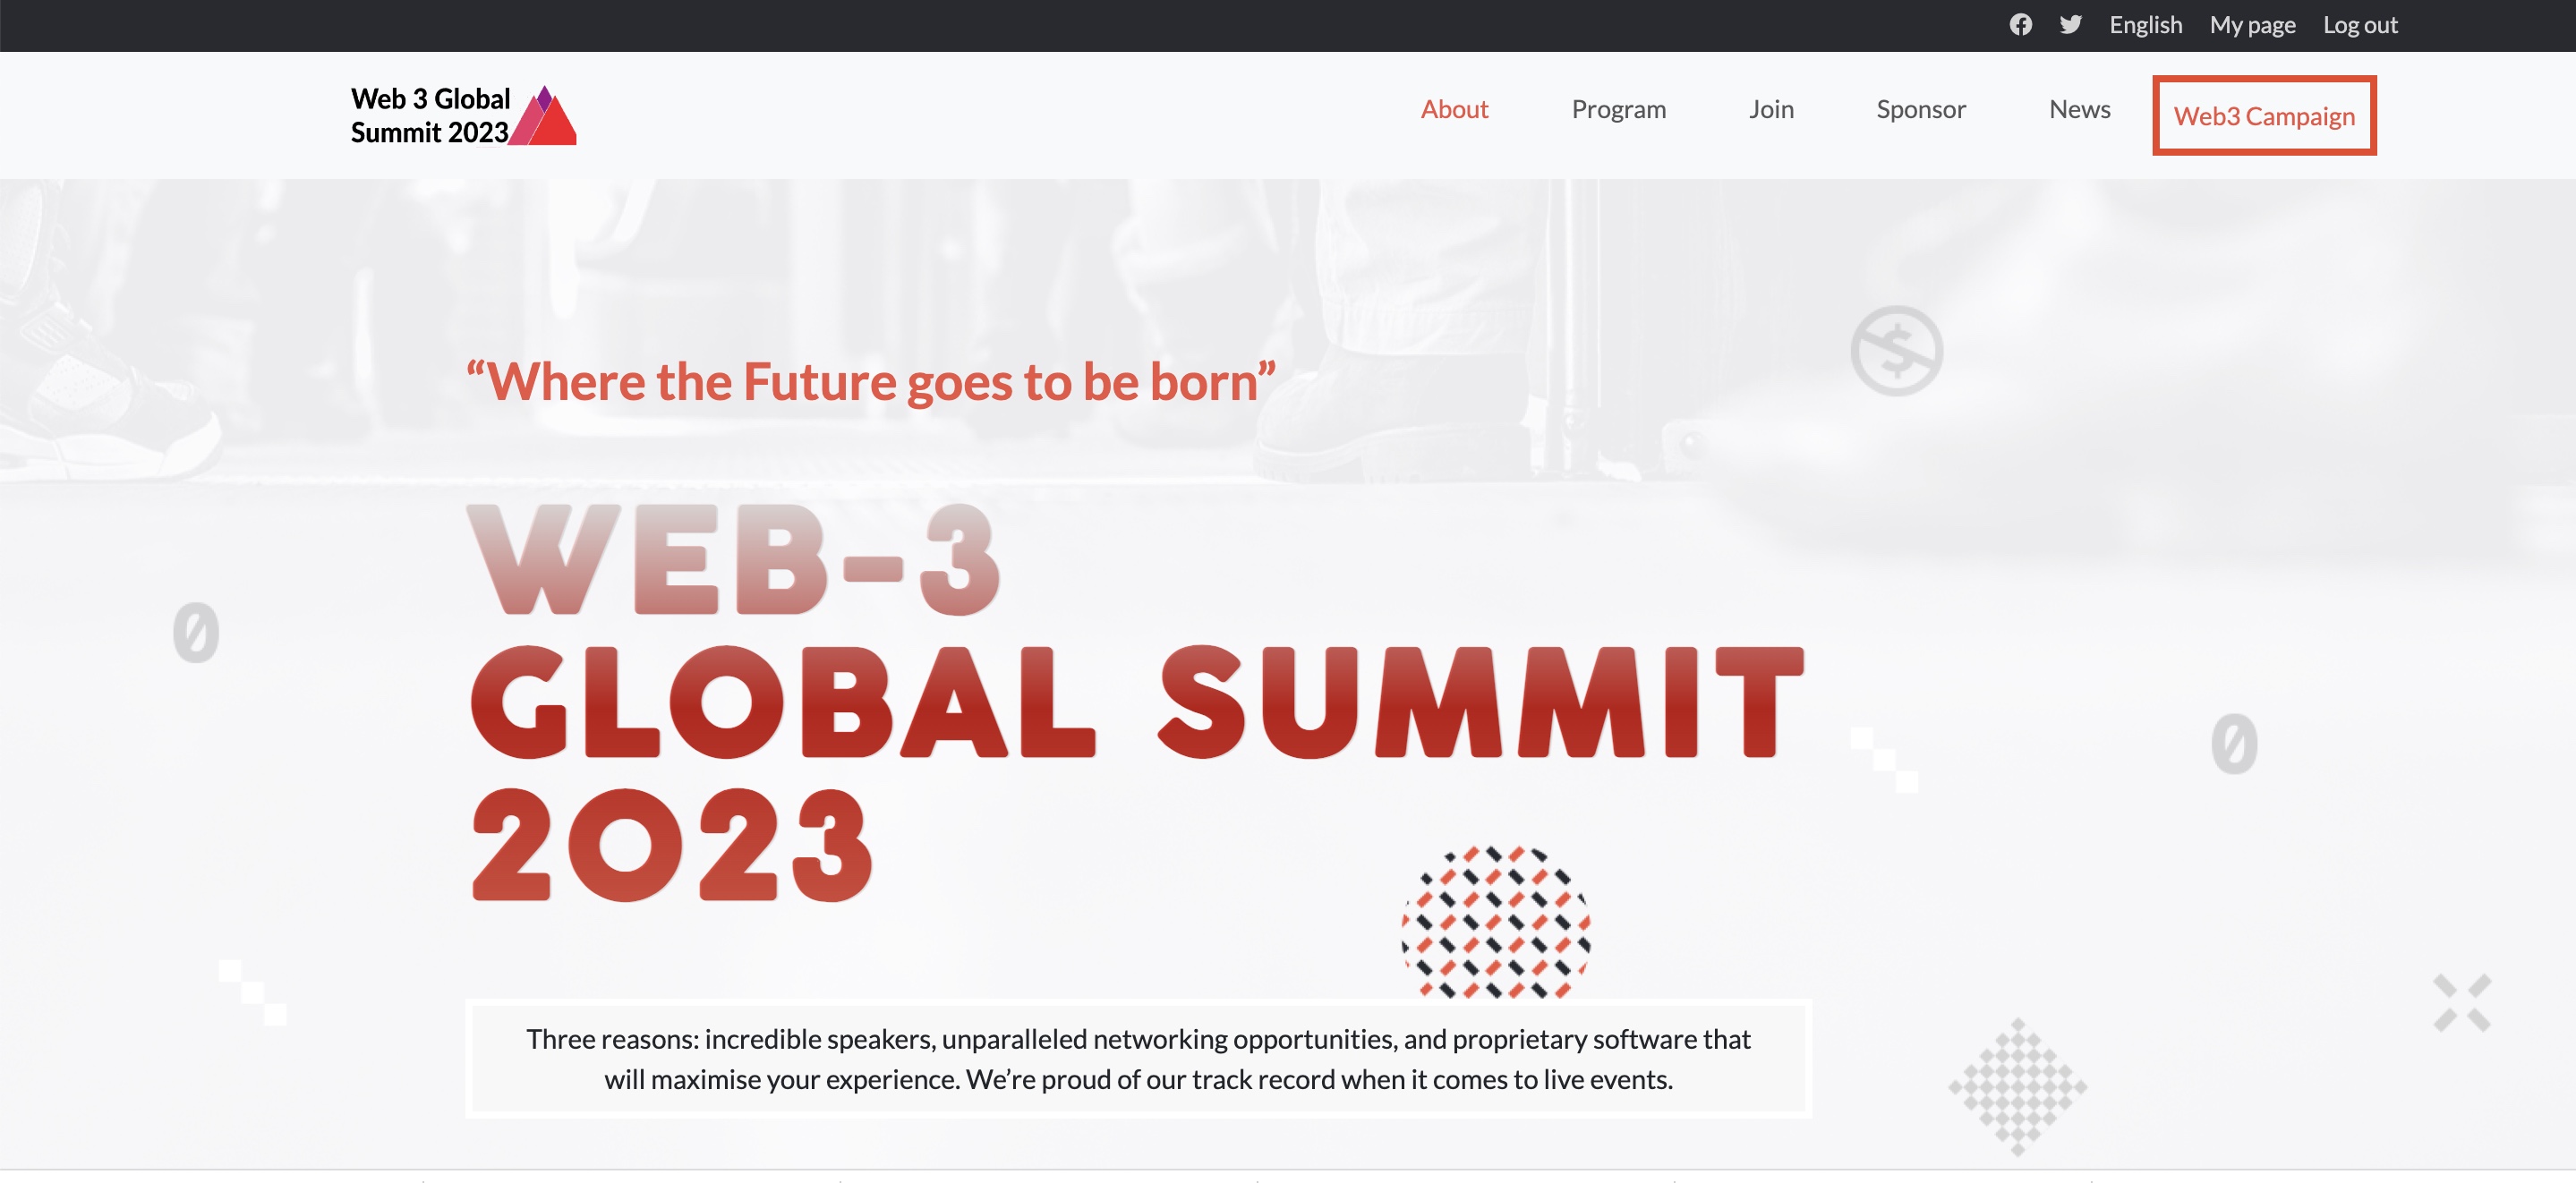 English My page Log out
Web 3 Global
Summit 2023
About Program Join Sponsor News Web3 Campaign
“Where the Future goes to be born”
WEB-3
GLOBAL SUMMIT
2023
0
0
Three reasons: incredible speakers, unparalleled networking opportunities, and proprietary software that
will maximise your experience. We’re proud of our track record when it comes to live events.